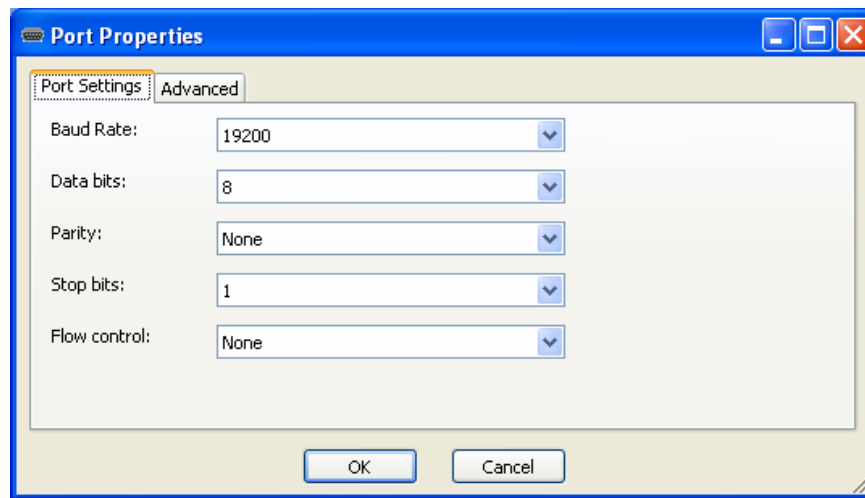 Port Properties
Port Settings Advanced
Baud Rate: 19200
Data bits: 8
Parity: None
Stop bits: 1
Flow control: None
OK Cancel